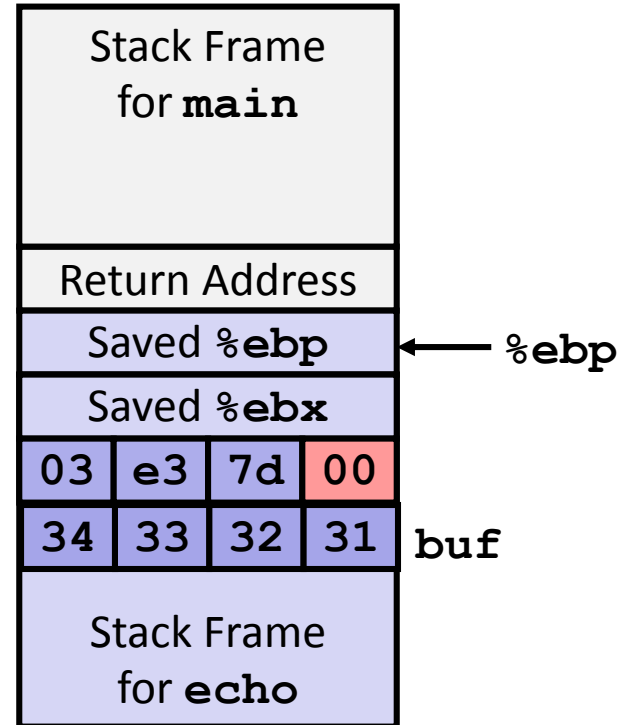 Stack Frame
for main
Return Address
Saved %ebp
%ebp
Saved %ebx
03 e3 7d 00
34 33 32 31
buf
Stack Frame
for echo